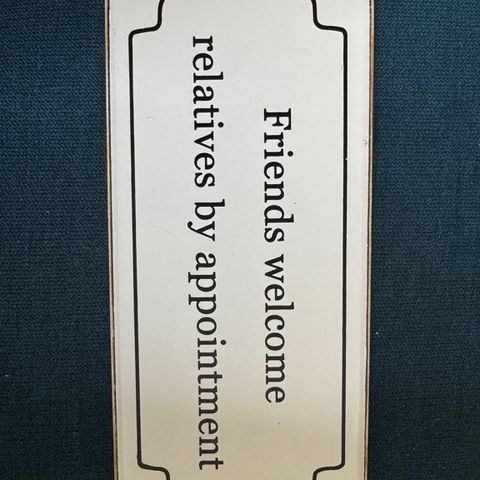 Friends welcome
relatives by appointment